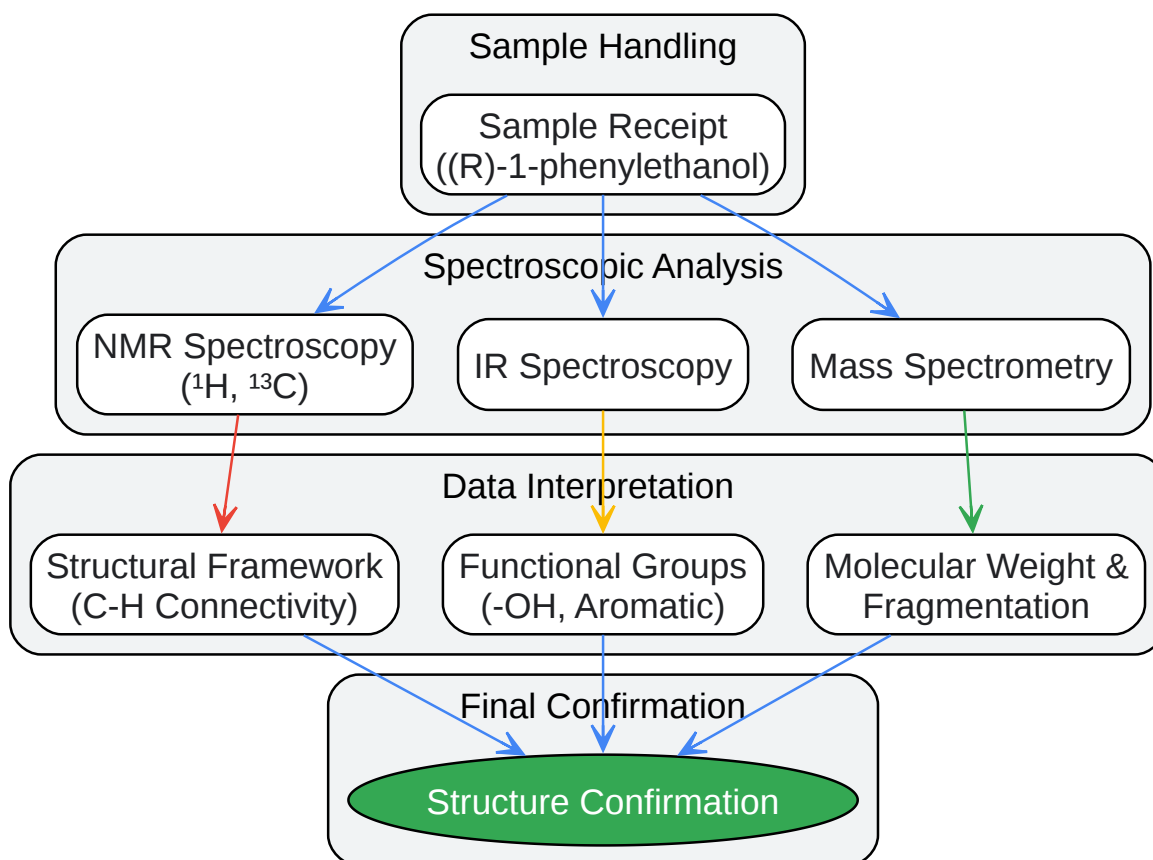 Sample Handling
Sample Receipt
((R)-1-phenylethanol)
Spectroscopic Analysis
NMR Spectroscopy
(¹H, ¹³C)
IR Spectroscopy
Mass Spectrometry
Data Interpretation
Structural Framework
(C-H Connectivity)
Functional Groups
(-OH, Aromatic)
Molecular Weight &
Fragmentation
Final Confirmation
Structure Confirmation